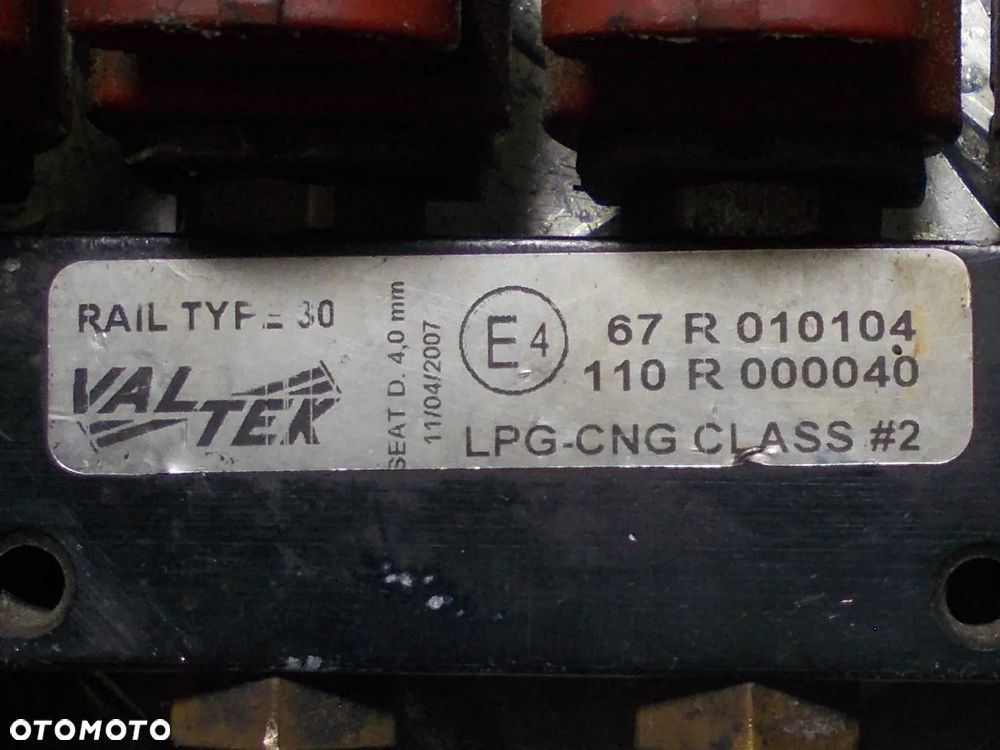 RAIL TYPE 30
VALTEK
SEAT D. 4,0 mm
11/04/2007
E4
67 R 010104
110 R 000040
LPG-CNG CLASS #2
OTOMOTO